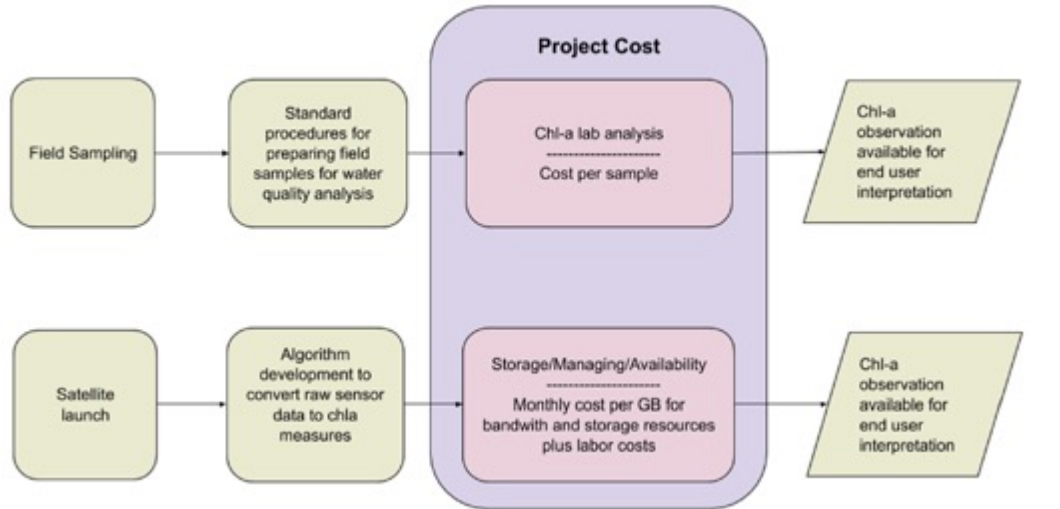 Project Cost
Field Sampling
Standard
procedures for
preparing field
samples for water
quality analysis
Chl-a lab analysis
----------------------
Cost per sample
Chl-a
observation
available for
end user
interpretation
Satellite
launch
Algorithm
development to
convert raw sensor
data to chla
measures
Storage/Managing/Availability
----------------------
Monthly cost per GB for
bandwith and storage resources
plus labor costs
Chl-a
observation
available for
end user
interpretation